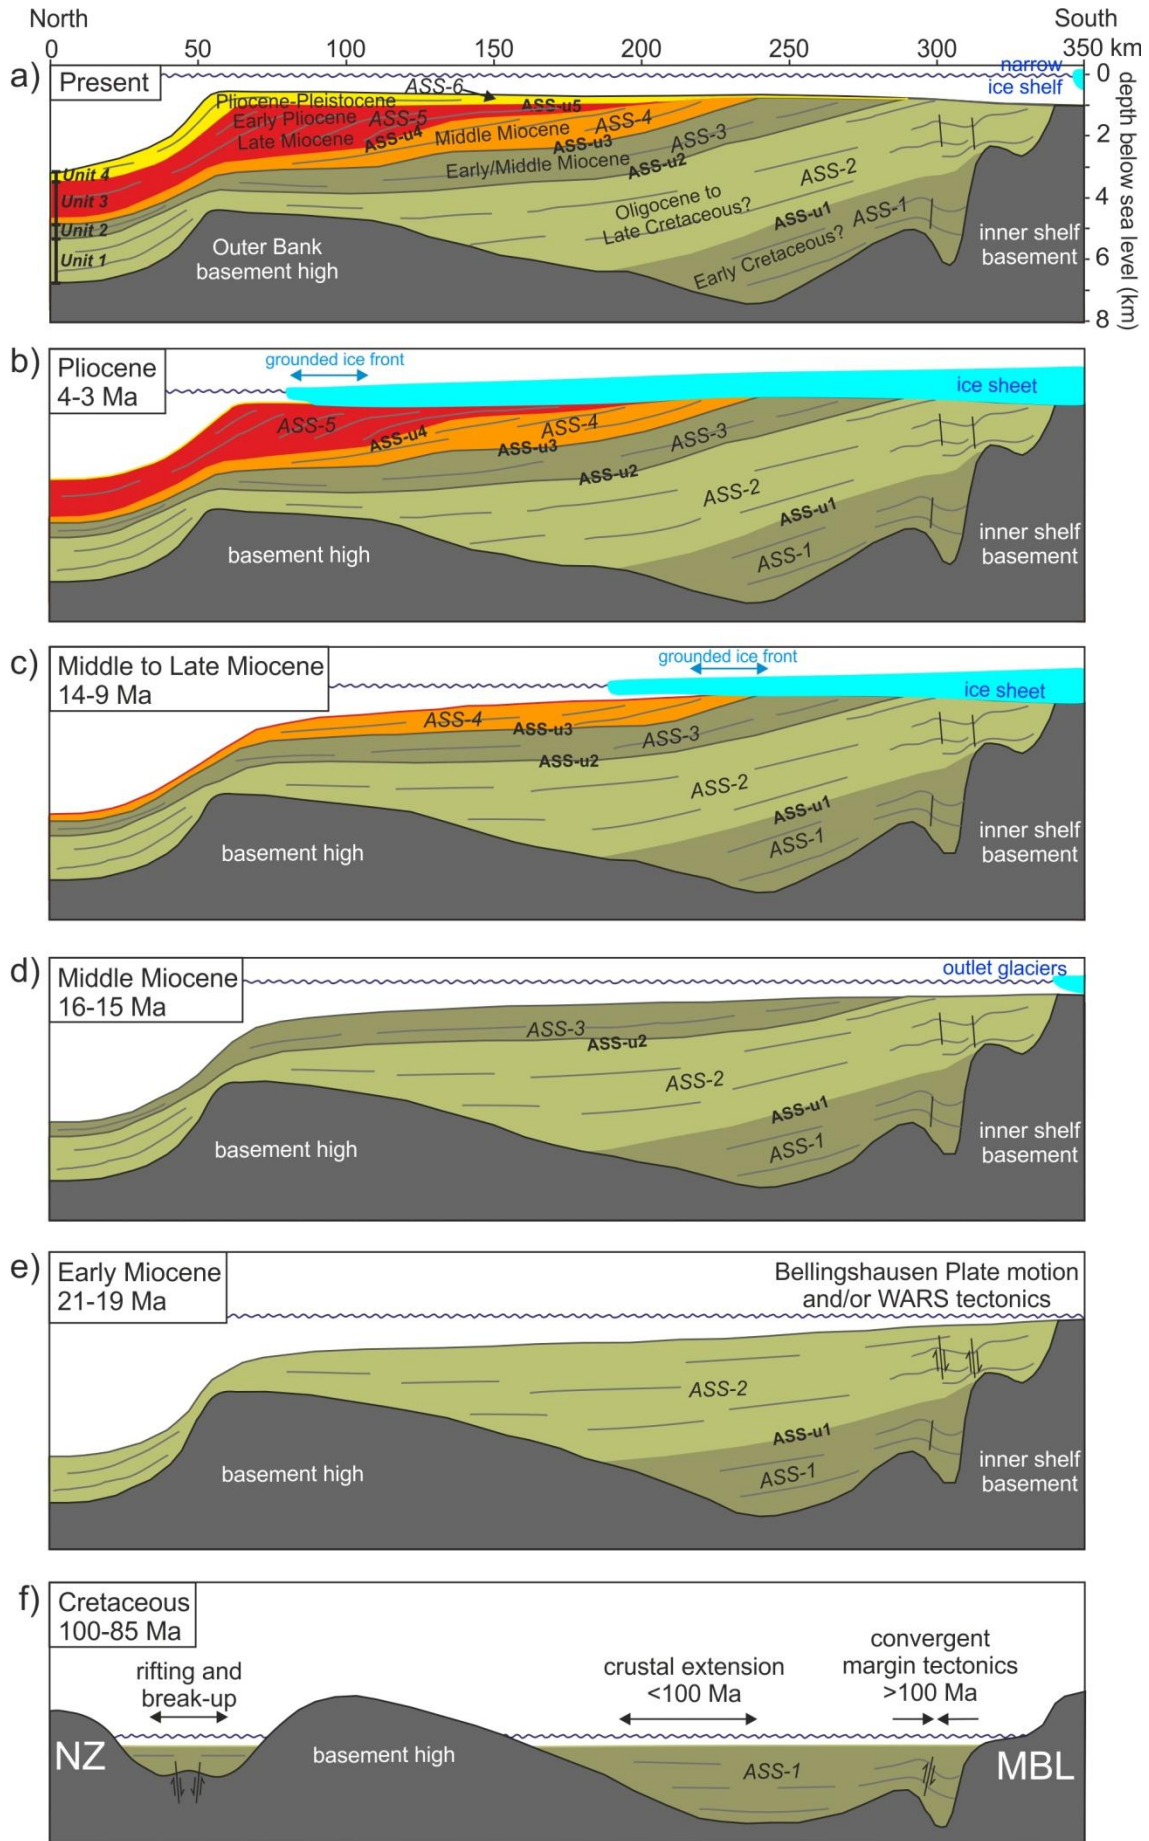 North
South
0 50 100 150 200 250 300 350 km
a)
Present
narrow
ice shelf
0
2
4
6
8
depth below sea level (km)
ASS-6
Pliocene-Pleistocene
ASS-u5
Early Pliocene
ASS-5
Late Miocene
ASS-u4
Middle Miocene
ASS-4
ASS-u3
ASS-3
Early/Middle Miocene
ASS-u2
ASS-2
Oligocene to
Late Cretaceous?
ASS-u1
ASS-1
Early Cretaceous?
Unit 4
Unit 3
Unit 2
Unit 1
Outer Bank
basement high
inner shelf
basement
b)
Pliocene
4-3 Ma
grounded ice front
ice sheet
ASS-5
ASS-u4
ASS-4
ASS-u3
ASS-3
ASS-u2
ASS-2
ASS-u1
ASS-1
basement high
inner shelf
basement
c)
Middle to Late Miocene
14-9 Ma
grounded ice front
ice sheet
ASS-4
ASS-u3
ASS-3
ASS-u2
ASS-2
ASS-u1
ASS-1
basement high
inner shelf
basement
d)
Middle Miocene
16-15 Ma
outlet glaciers
ASS-3
ASS-u2
ASS-2
ASS-u1
ASS-1
basement high
inner shelf
basement
e)
Early Miocene
21-19 Ma
Bellingshausen Plate motion
and/or WARS tectonics
ASS-2
ASS-u1
ASS-1
basement high
inner shelf
basement
f)
Cretaceous
100-85 Ma
rifting and
break-up
crustal extension
<100 Ma
convergent
margin tectonics
>100 Ma
NZ
basement high
ASS-1
MBL